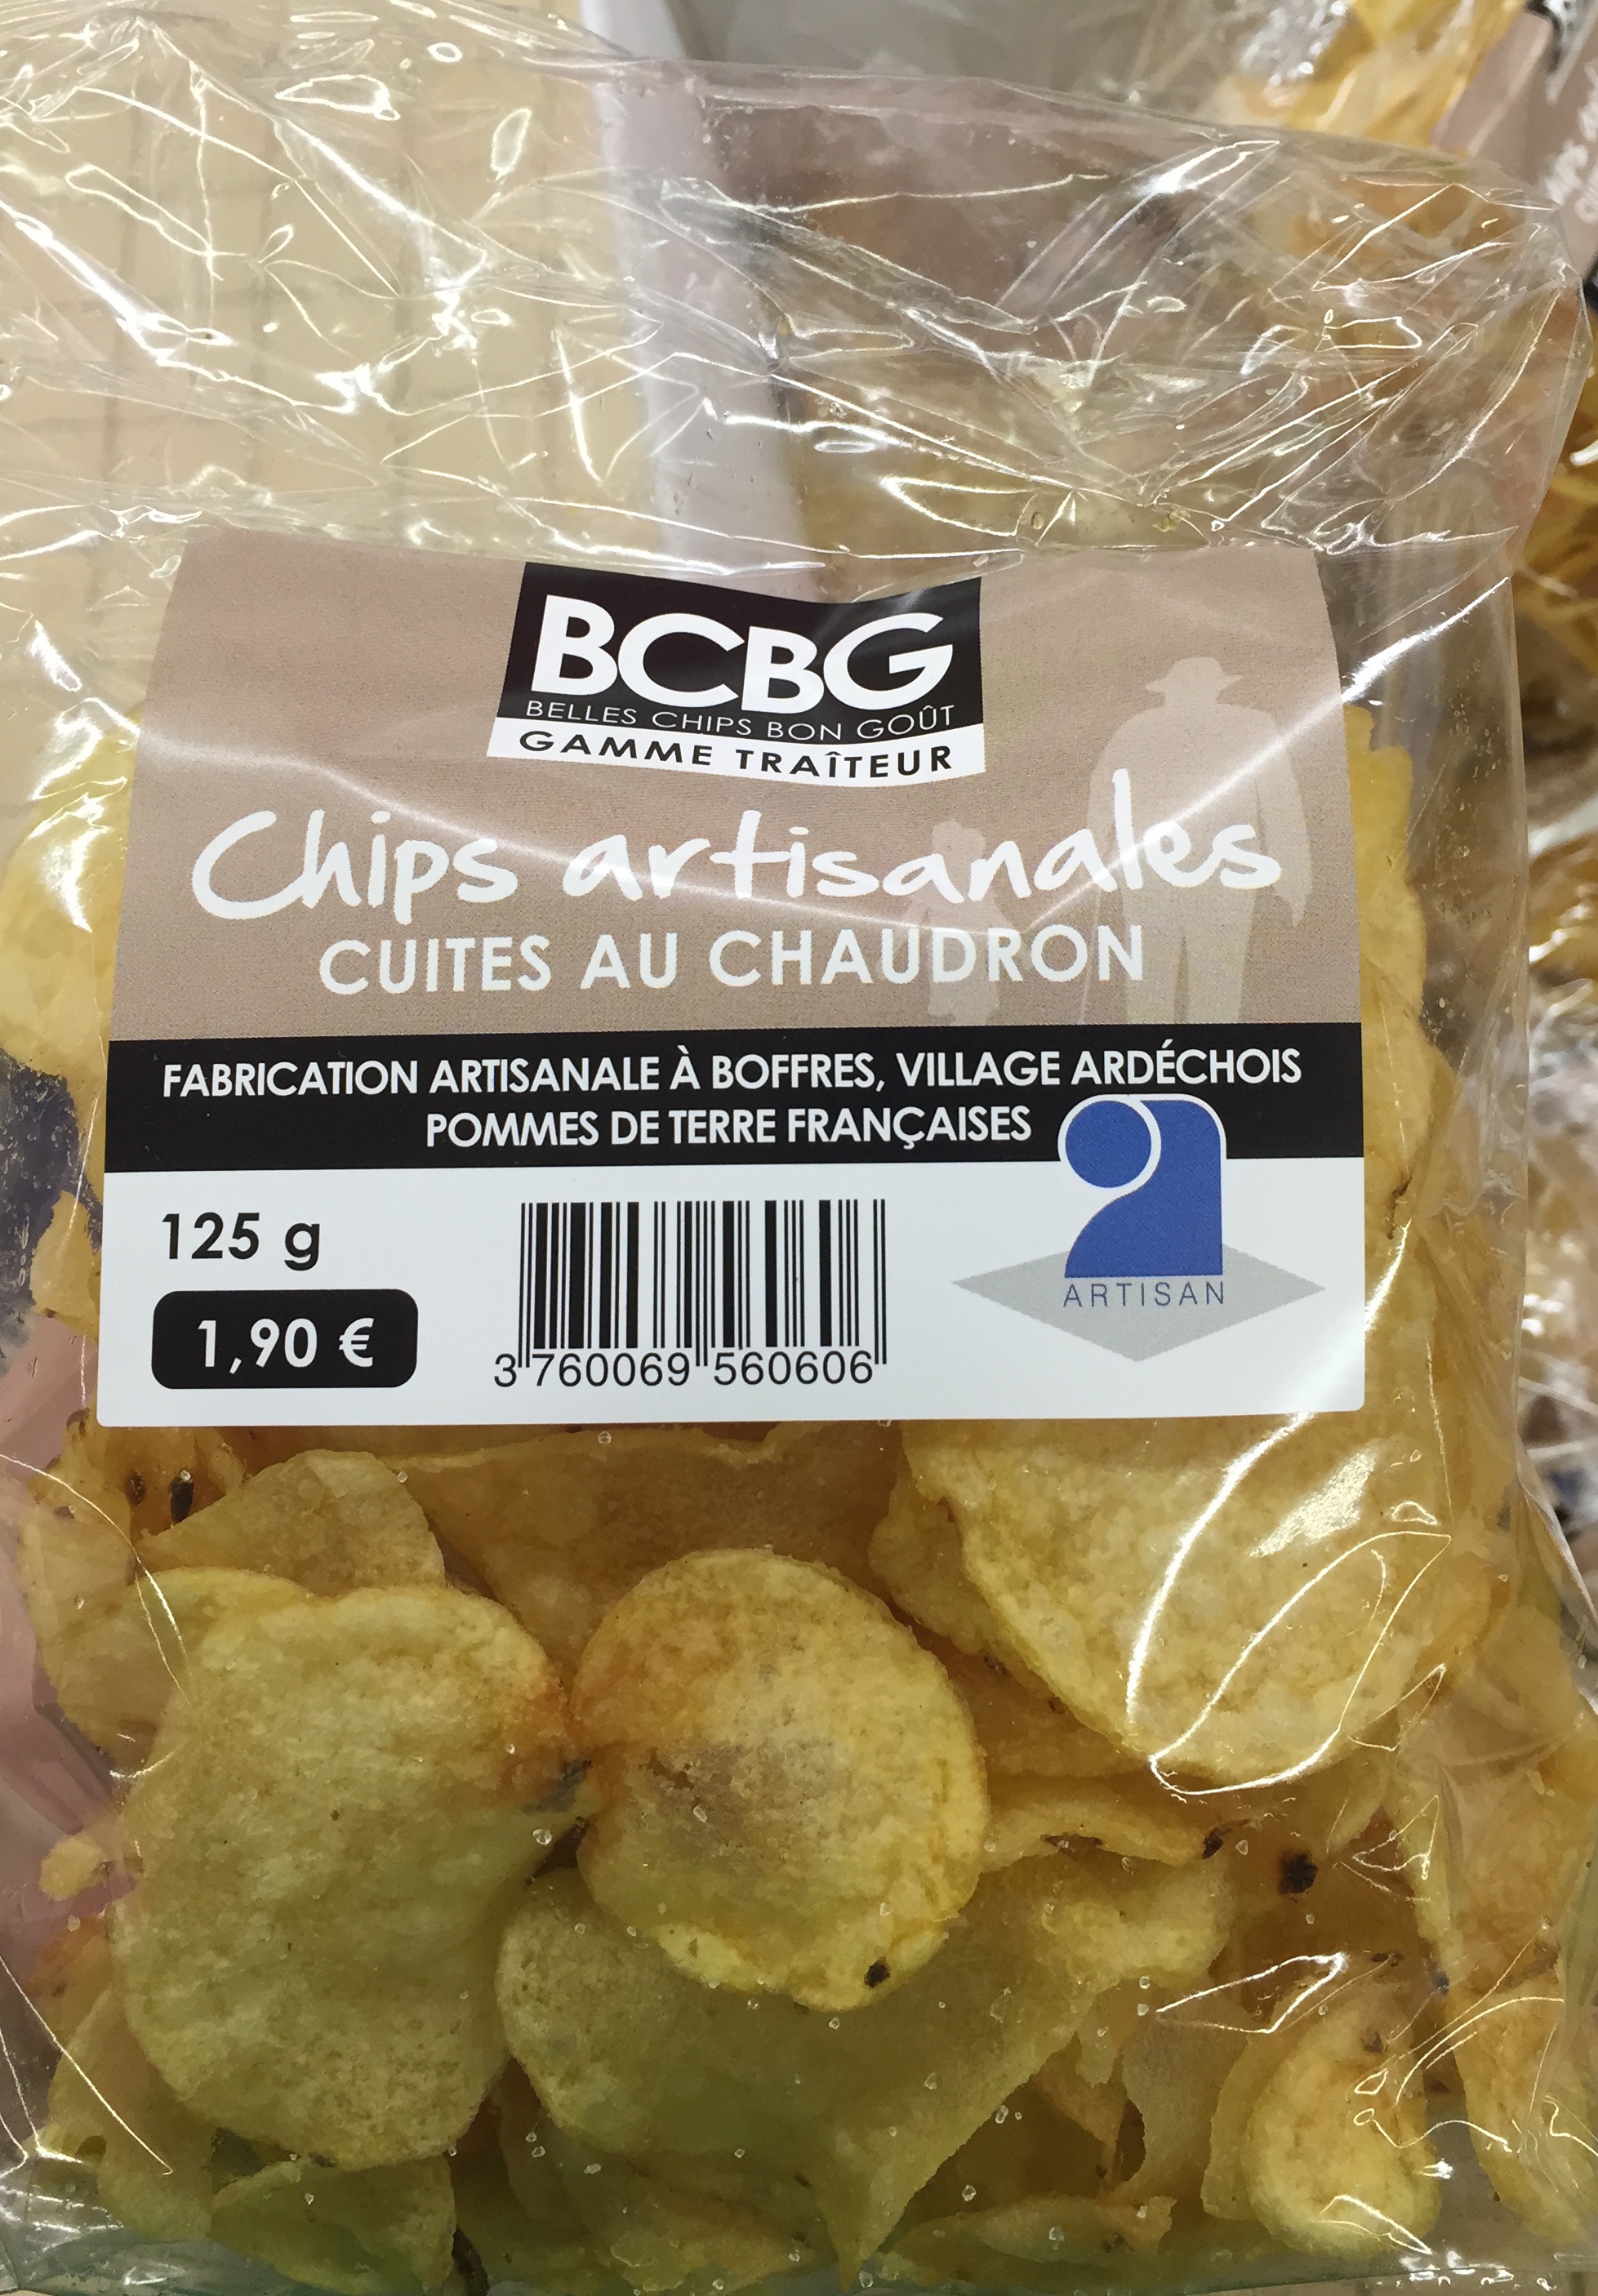 BCBG
BELLES CHIPS BON GOÛT
GAMME TRAÎTEUR
Chips artisanales
CUITES AU CHAUDRON
FABRICATION ARTISANALE À BOFFRES, VILLAGE ARDÉCHOIS
POMMES DE TERRE FRANÇAISES
125 g
1,90 €
3 760069 560606
ARTISAN